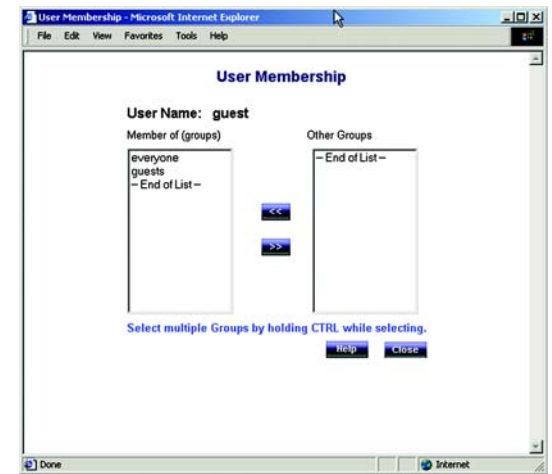 User Membership - Microsoft Internet Explorer
File Edit View Favorites Tools Help
User Membership
User Name: guest
Member of (groups)
Other Groups
everyone
guests
-- End of List --
-- End of List --
<<
>>
Select multiple Groups by holding CTRL while selecting.
Help Close
Done
Internet